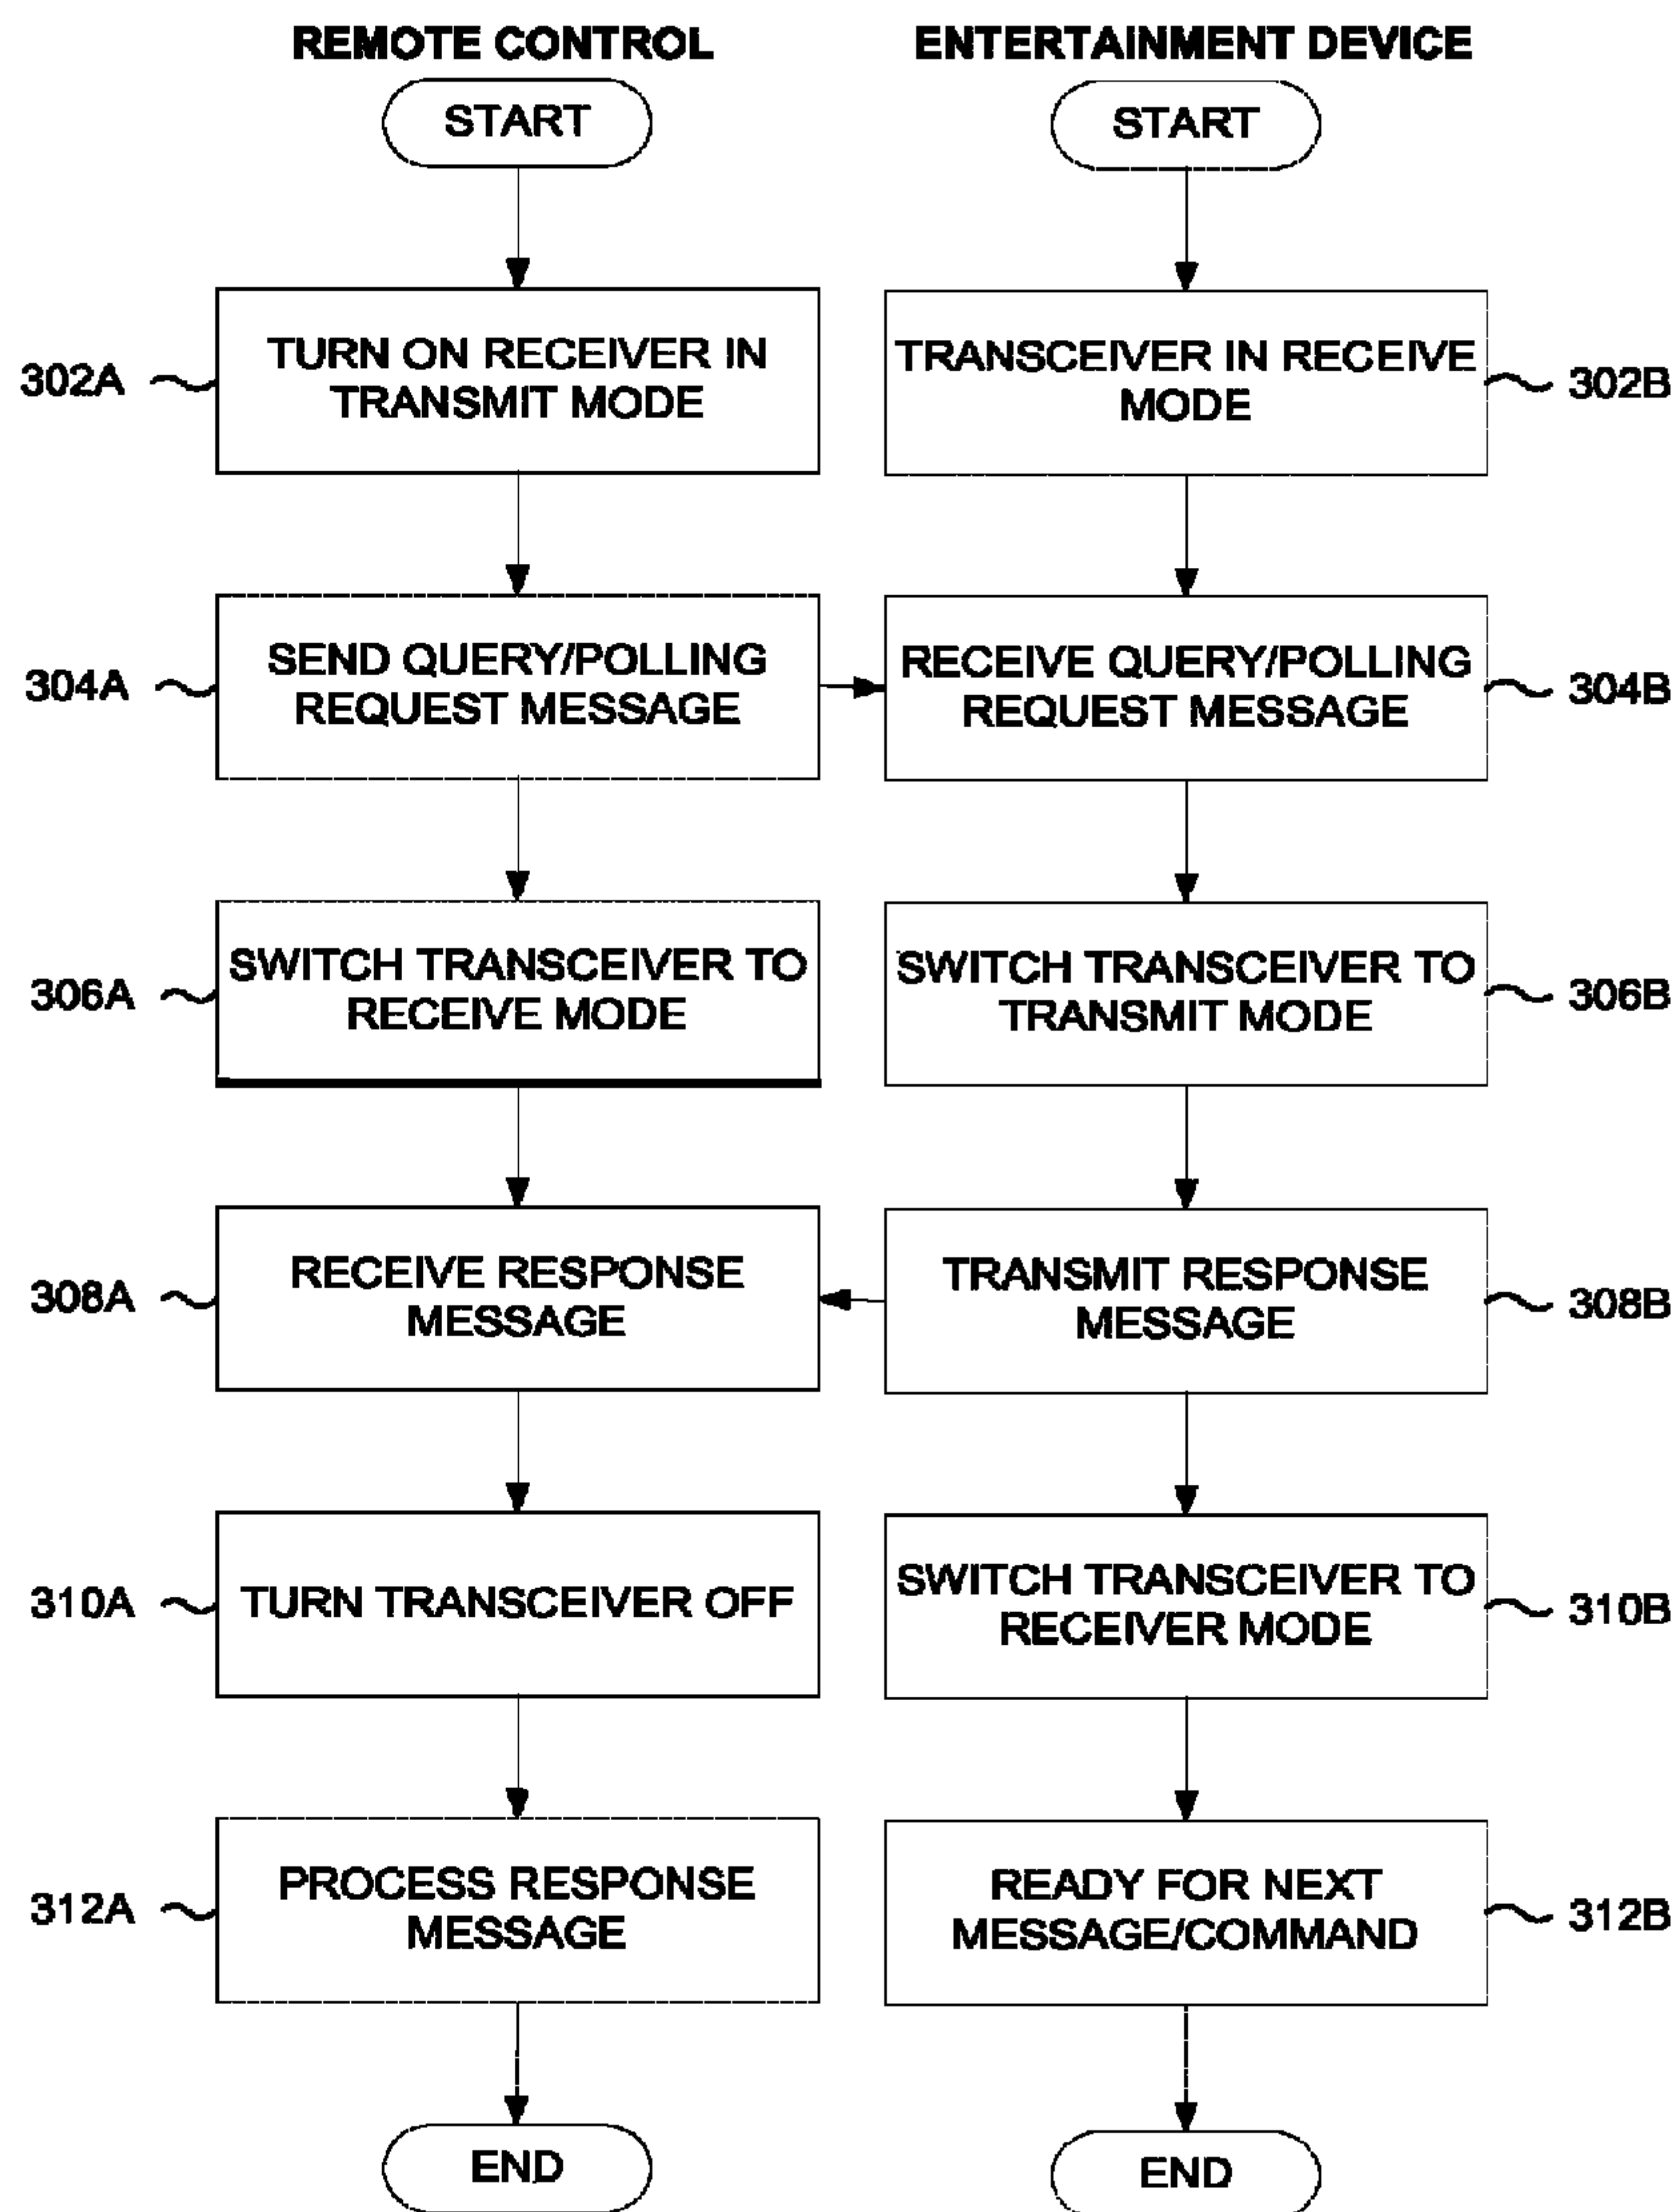 REMOTE CONTROL
ENTERTAINMENT DEVICE
START
START
302A
TURN ON RECEIVER IN
TRANSMIT MODE
TRANSCEIVER IN RECEIVE
MODE
302B
304A
SEND QUERY/POLLING
REQUEST MESSAGE
RECEIVE QUERY/POLLING
REQUEST MESSAGE
304B
306A
SWITCH TRANSCEIVER TO
RECEIVE MODE
SWITCH TRANSCEIVER TO
TRANSMIT MODE
306B
308A
RECEIVE RESPONSE
MESSAGE
TRANSMIT RESPONSE
MESSAGE
308B
310A
TURN TRANSCEIVER OFF
SWITCH TRANSCEIVER TO
RECEIVER MODE
310B
312A
PROCESS RESPONSE
MESSAGE
READY FOR NEXT
MESSAGE/COMMAND
312B
END
END